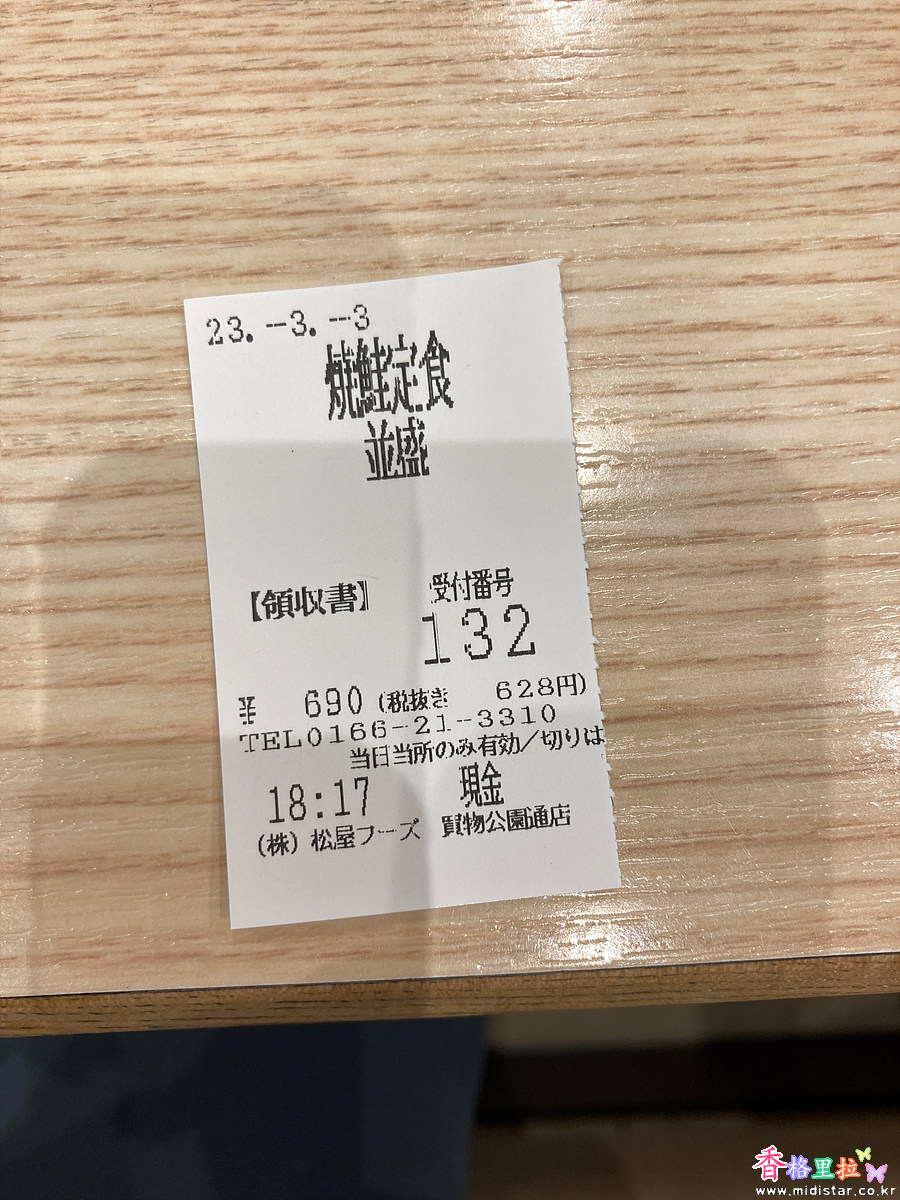 23.-3.-3
焼鮭定食
並盛
【領収書】 受付番号
132
¥ 690 (税抜き 628円)
TEL0166-21-3310
当日当所のみ有効/切りは
18:17 現金
(株) 松屋フーズ 買物公園通店
香格里拉
www.midistar.co.kr